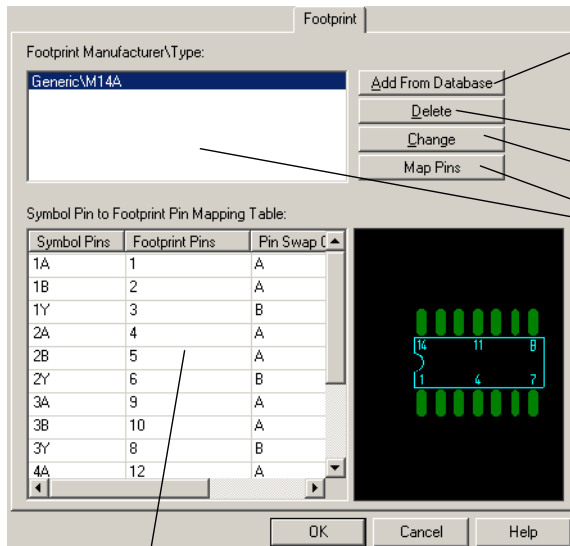 Footprint
Footprint Manufacturer\Type:
Generic\M14A
Add From Database
Delete
Change
Map Pins
Symbol Pin to Footprint Pin Mapping Table:
Symbol Pins Footprint Pins Pin Swap
1A 1 A
1B 2 A
1Y 3 B
2A 4 A
2B 5 A
2Y 6 B
3A 9 A
3B 10 A
3Y 8 B
4A 12 A
14 11 8
1 4 7
OK Cancel Help